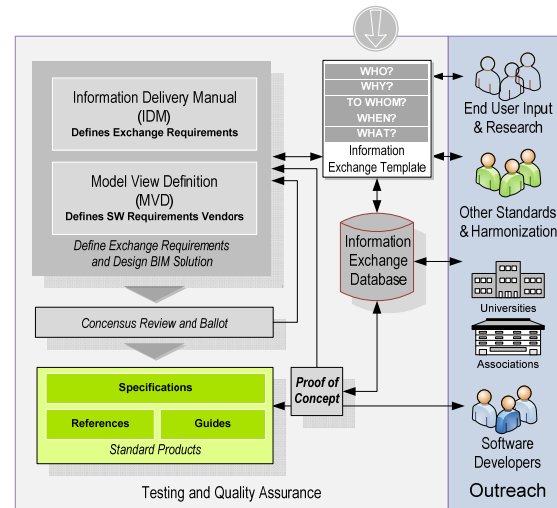 Information Delivery Manual
(IDM)
Defines Exchange Requirements
Model View Definition
(MVD)
Defines SW Requirements Vendors
Define Exchange Requirements
and Design BIM Solution
Concensus Review and Ballot
Specifications
References
Guides
Standard Products
Testing and Quality Assurance
WHO?
WHY?
TO WHOM?
WHEN?
WHAT?
Information
Exchange Template
Information
Exchange
Database
Proof of
Concept
End User Input
& Research
Other Standards
& Harmonization
Universities
Associations
Software
Developers
Outreach